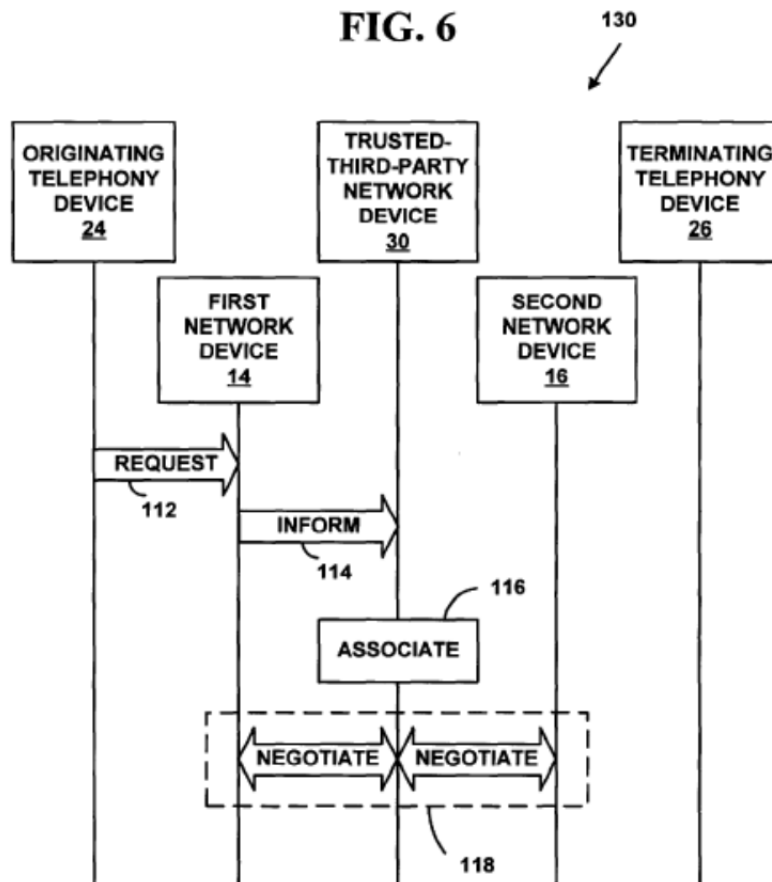 FIG. 6
130
ORIGINATING
TELEPHONY
DEVICE
24
TRUSTED-
THIRD-PARTY
NETWORK
DEVICE
30
TERMINATING
TELEPHONY
DEVICE
26
FIRST
NETWORK
DEVICE
14
SECOND
NETWORK
DEVICE
16
REQUEST
112
INFORM
114
116
ASSOCIATE
NEGOTIATE
NEGOTIATE
118